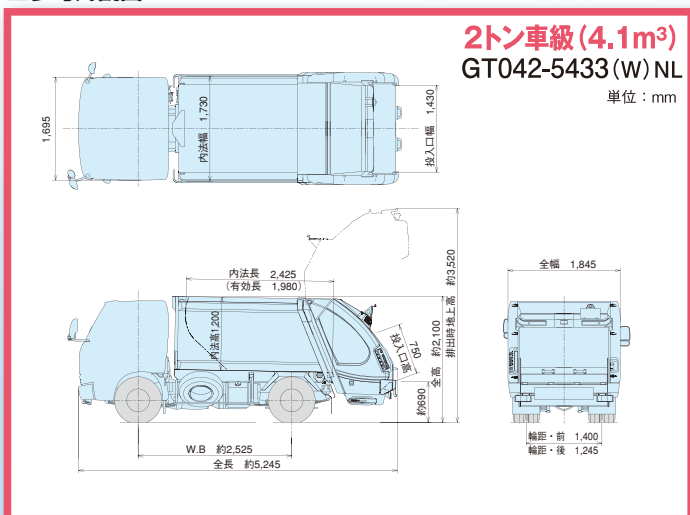 2トン車級(4.1m³)
GT042-5433(W)NL
単位：mm
1,695
内法幅 1,730
投入口幅 1,430
内法長 2,425
(有効長 1,980)
内法高1,200
750
投入口高
約690
全高 約2,100
排出時地上高 約3,520
W.B 約2,525
全長 約5,245
全幅 1,845
輪距・前 1,400
輪距・後 1,245